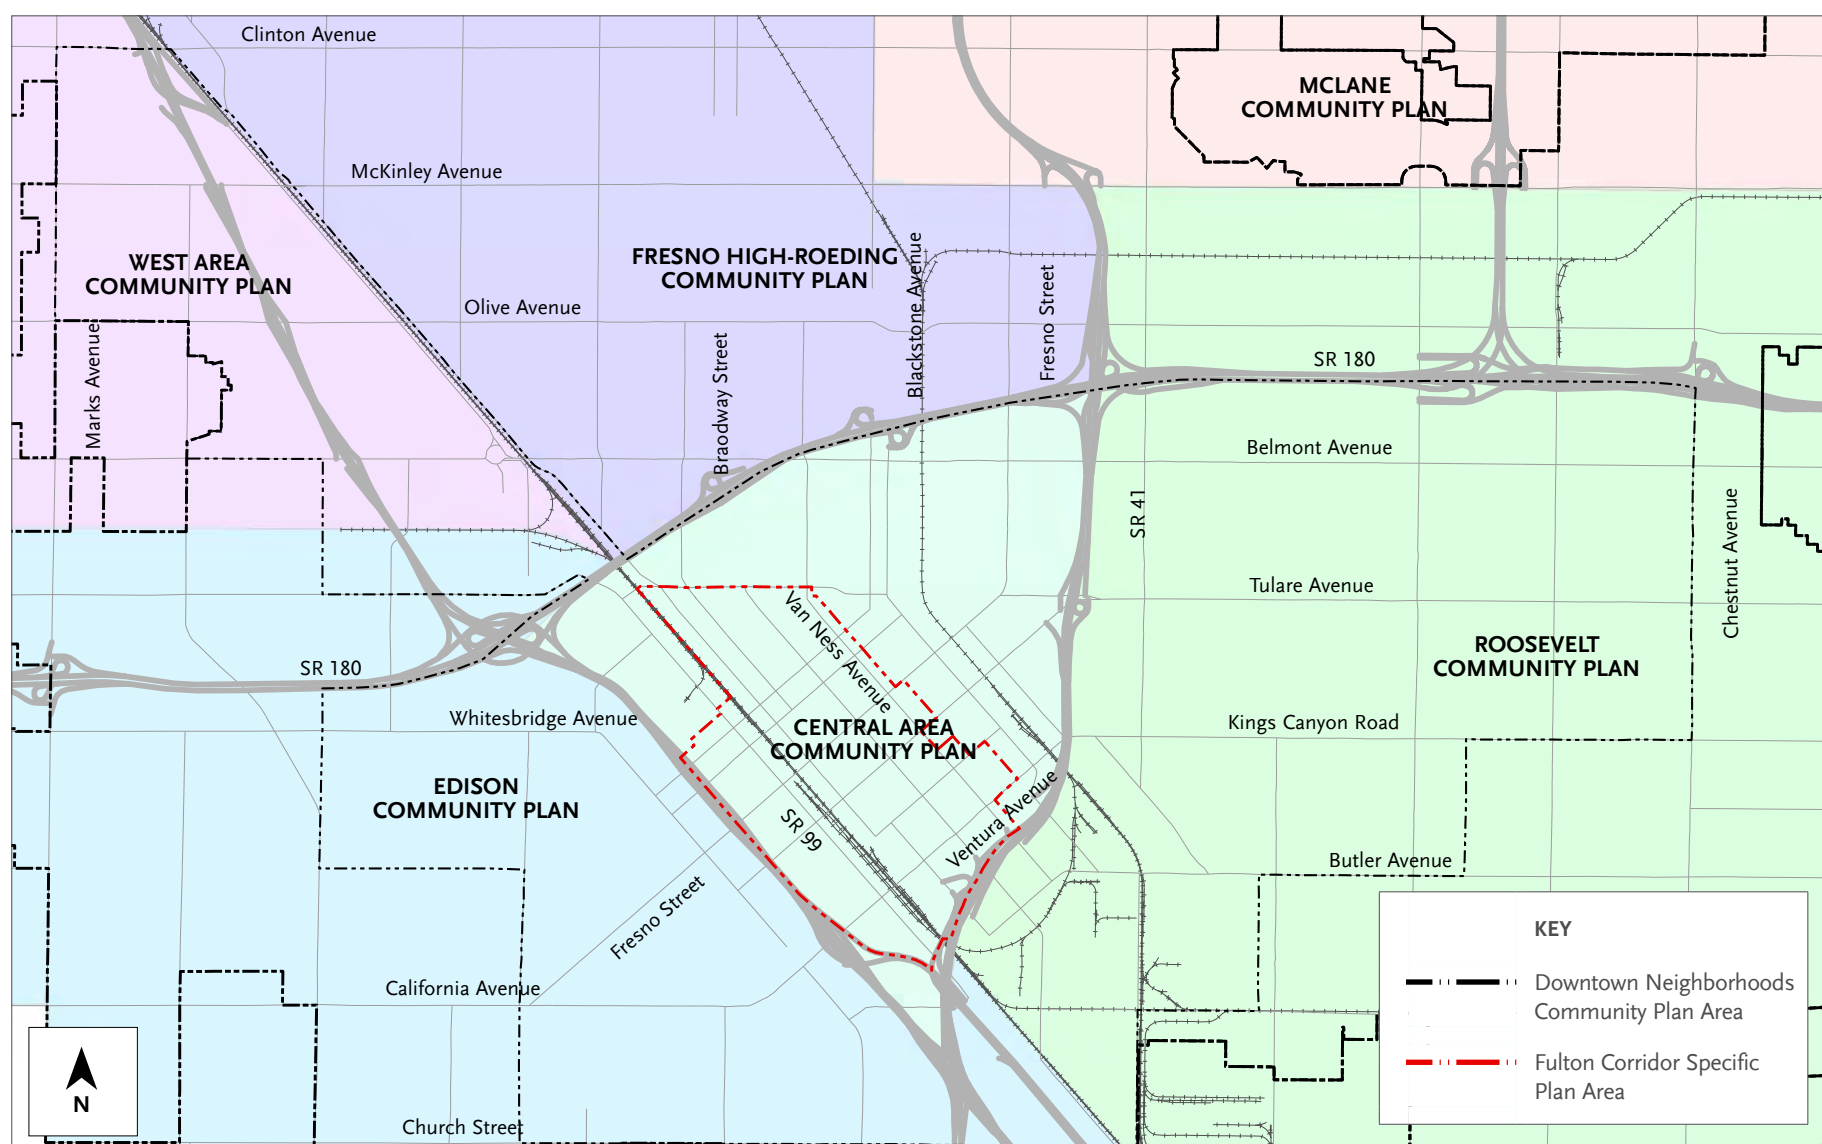 Clinton Avenue
MCLANE
COMMUNITY PLAN
McKinley Avenue
WEST AREA
COMMUNITY PLAN
FRESNO HIGH-ROEDING
COMMUNITY PLAN
Olive Avenue
Marks Avenue
Braodway Street
Blackstone Avenue
Fresno Street
SR 180
Belmont Avenue
SR 41
Chestnut Avenue
Tulare Avenue
Van Ness Avenue
ROOSEVELT
COMMUNITY PLAN
SR 180
Whitesbridge Avenue
CENTRAL AREA
COMMUNITY PLAN
Kings Canyon Road
EDISON
COMMUNITY PLAN
SR 99
Ventura Avenue
Butler Avenue
Fresno Street
California Avenue
Church Street
N
KEY
Downtown Neighborhoods
Community Plan Area
Fulton Corridor Specific
Plan Area